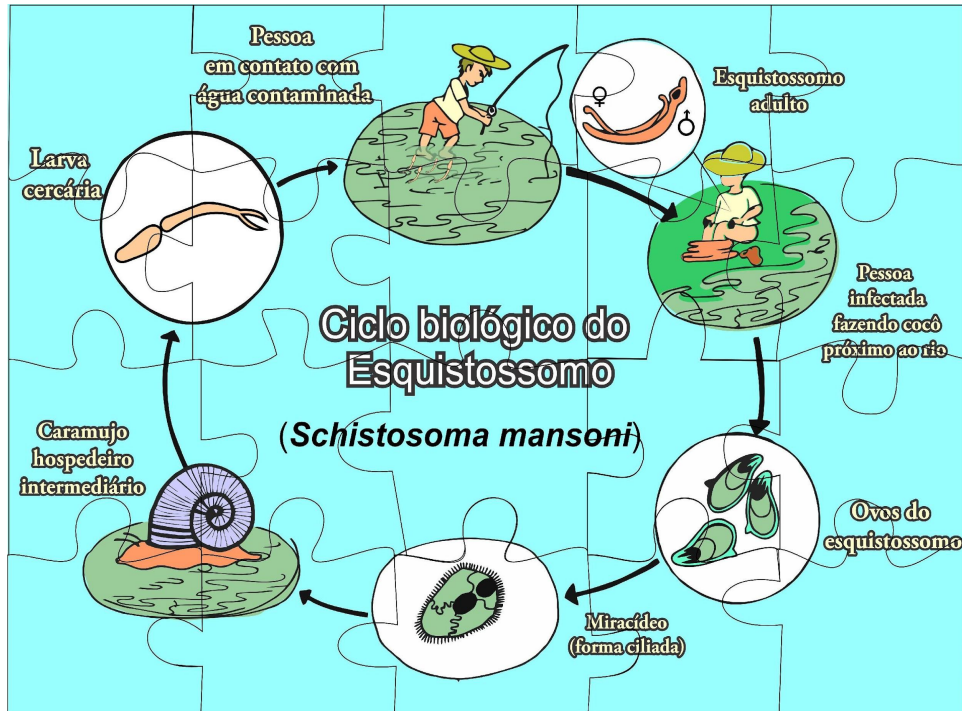 Pessoa
em contato com
água contaminada
Esquistossomo
adulto
♀
♂
Larva
cercária
Ciclo biológico do
Esquistossomo
(Schistosoma mansoni)
Pessoa
infectada
fazendo cocô
próximo ao rio
Caramujo
hospedeiro
intermediário
Ovos do
esquistossomo
Miracídeo
(forma ciliada)